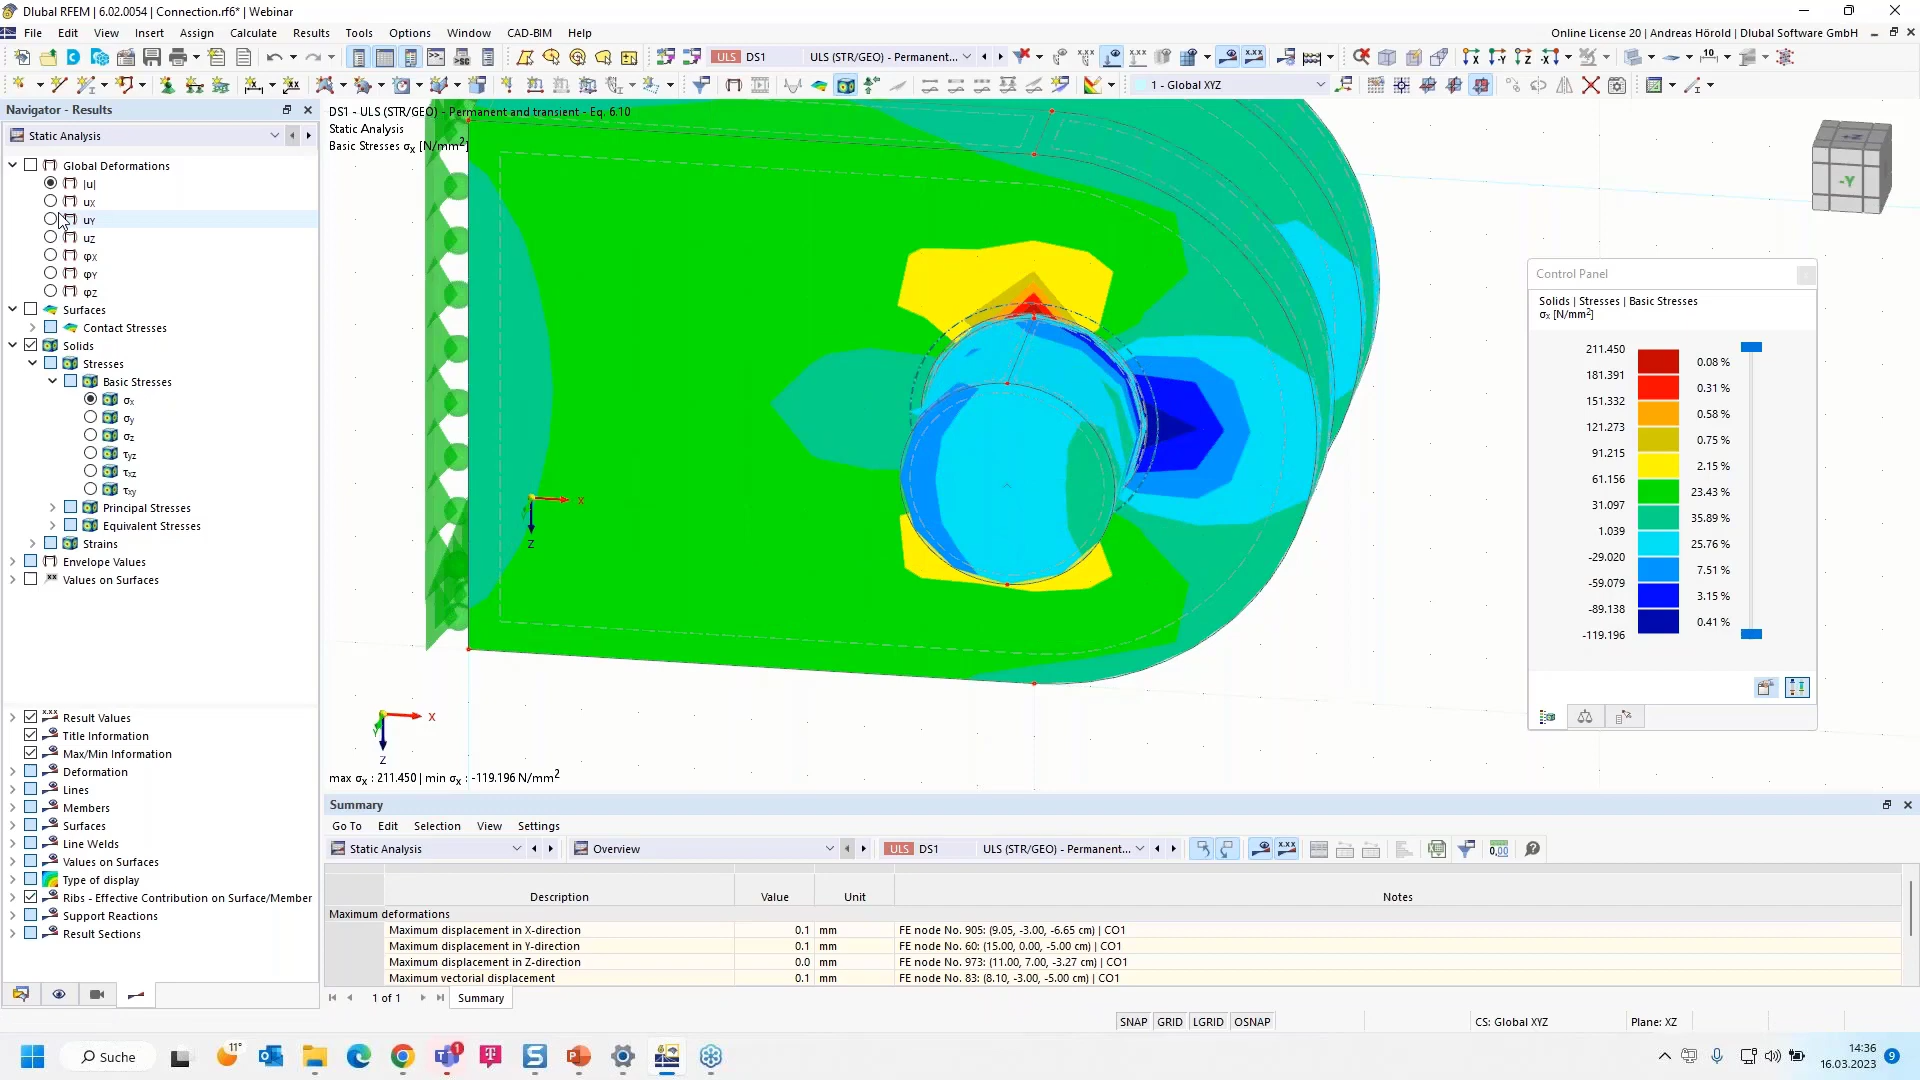 Dlubal RFEM | 6.02.0054 | Connection.rf6* | Webinar
File Edit View Insert Assign Calculate Results Tools Options Window CAD-BIM Help
Online License 20 | Andreas Hörold | Dlubal Software GmbH
ULS DS1 ULS (STR/GEO) - Permanent...
1 - Global XYZ
Navigator - Results
Static Analysis
Global Deformations
|u|
uX
uY
uZ
φX
φY
φZ
Surfaces
Contact Stresses
Solids
Stresses
Basic Stresses
σx
σy
σz
τyz
τxz
τxy
Principal Stresses
Equivalent Stresses
Strains
Envelope Values
Values on Surfaces
Result Values
Title Information
Max/Min Information
Deformation
Lines
Members
Surfaces
Line Welds
Values on Surfaces
Type of display
Ribs - Effective Contribution on Surface/Member
Support Reactions
Result Sections
DS1 - ULS (STR/GEO) - Permanent and transient - Eq. 6.10
Static Analysis
Basic Stresses σx [N/mm²]
+Z
-Y
X
Z
X
Y
Z
max σx : 211.450 | min σx : -119.196 N/mm²
Control Panel
Solids | Stresses | Basic Stresses
σx [N/mm²]
211.450
0.08 %
181.391
0.31 %
151.332
0.58 %
121.273
0.75 %
91.215
2.15 %
61.156
23.43 %
31.097
35.89 %
1.039
25.76 %
-29.020
7.51 %
-59.079
3.15 %
-89.138
0.41 %
-119.196
Summary
Go To Edit Selection View Settings
Static Analysis Overview ULS DS1 ULS (STR/GEO) - Permanent...
Description Value Unit Notes
Maximum deformations
Maximum displacement in X-direction 0.1 mm FE node No. 905: (9.05, -3.00, -6.65 cm) | CO1
Maximum displacement in Y-direction 0.1 mm FE node No. 60: (15.00, 0.00, -5.00 cm) | CO1
Maximum displacement in Z-direction 0.0 mm FE node No. 973: (11.00, 7.00, -3.27 cm) | CO1
Maximum vectorial displacement 0.1 mm FE node No. 83: (8.10, -3.00, -5.00 cm) | CO1
1 of 1 Summary
SNAP GRID LGRID OSNAP CS: Global XYZ Plane: XZ
Suche
11°
1
14:36
16.03.2023
9